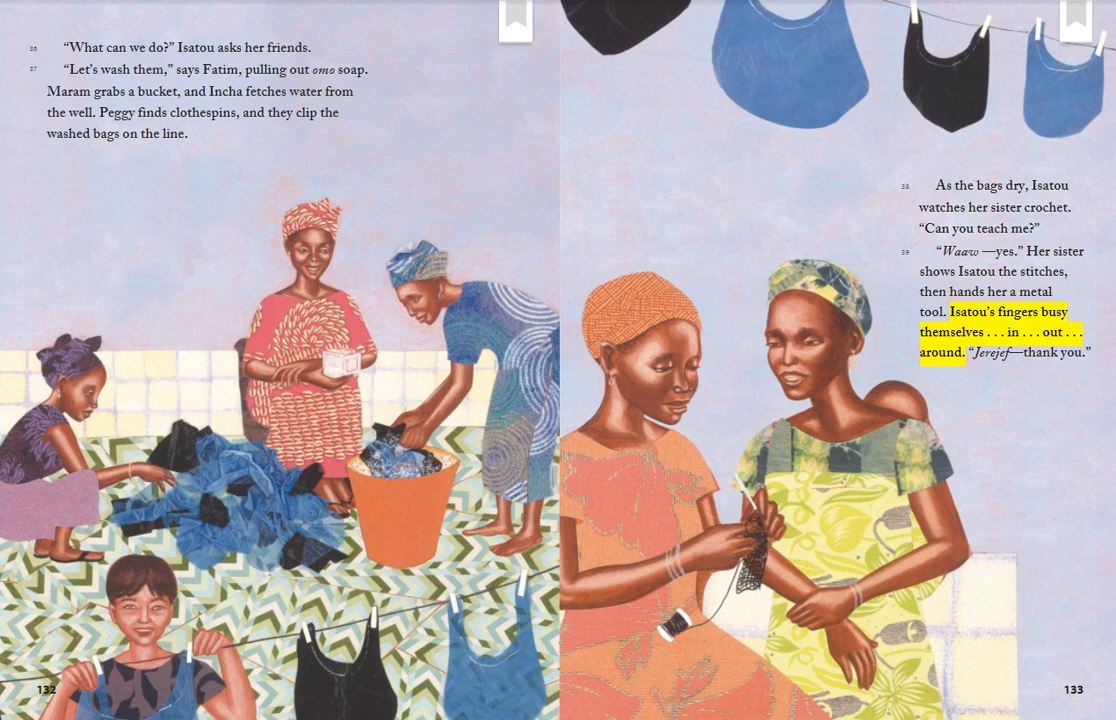 36 “What can we do?” Isatou asks her friends.
37 “Let’s wash them,” says Fatim, pulling out omo soap.
Maram grabs a bucket, and Incha fetches water from
the well. Peggy finds clothespins, and they clip the
washed bags on the line.
132
38 As the bags dry, Isatou
watches her sister crochet.
“Can you teach me?”
39 “Waaw —yes.” Her sister
shows Isatou the stitches,
then hands her a metal
tool. Isatou’s fingers busy
themselves . . . in . . . out . . .
around. “Jerejef—thank you.”
133